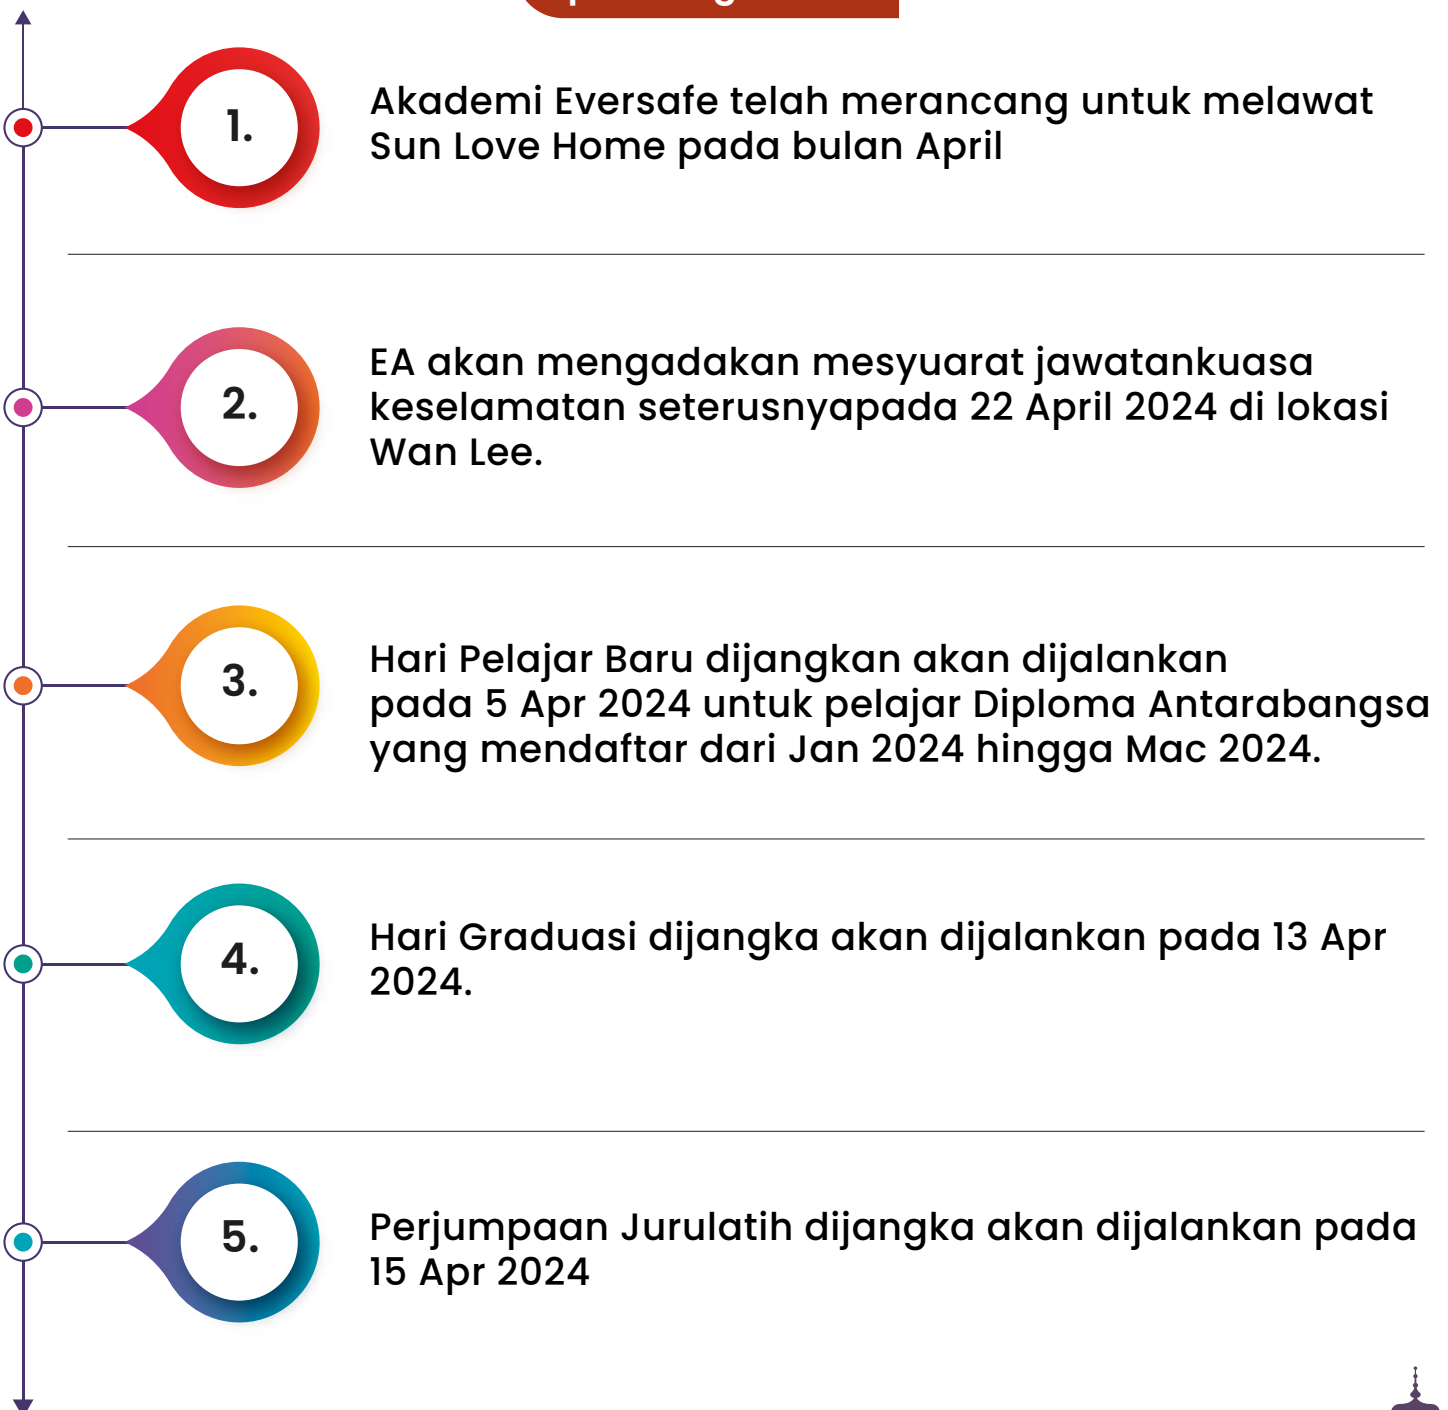 1.
Akademi Eversafe telah merancang untuk melawat
Sun Love Home pada bulan April
2.
EA akan mengadakan mesyuarat jawatankuasa
keselamatan seterusnyapada 22 April 2024 di lokasi
Wan Lee.
3.
Hari Pelajar Baru dijangkan akan dijalankan
pada 5 Apr 2024 untuk pelajar Diploma Antarabangsa
yang mendaftar dari Jan 2024 hingga Mac 2024.
4.
Hari Graduasi dijangka akan dijalankan pada 13 Apr
2024.
5.
Perjumpaan Jurulatih dijangka akan dijalankan pada
15 Apr 2024